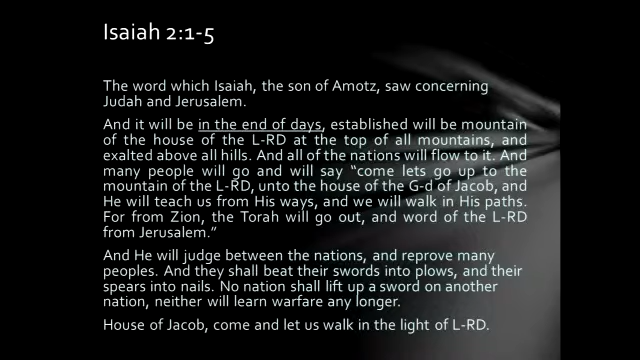 Isaiah 2:1-5
The word which Isaiah, the son of Amotz, saw concerning
Judah and Jerusalem.
And it will be in the end of days, established will be mountain
of the house of the L-RD at the top of all mountains, and
exalted above all hills. And all of the nations will flow to it. And
many people will go and will say “come lets go up to the
mountain of the L-RD, unto the house of the G-d of Jacob, and
He will teach us from His ways, and we will walk in His paths.
For from Zion, the Torah will go out, and word of the L-RD
from Jerusalem.”
And He will judge between the nations, and reprove many
peoples. And they shall beat their swords into plows, and their
spears into nails. No nation shall lift up a sword on another
nation, neither will learn warfare any longer.
House of Jacob, come and let us walk in the light of L-RD.